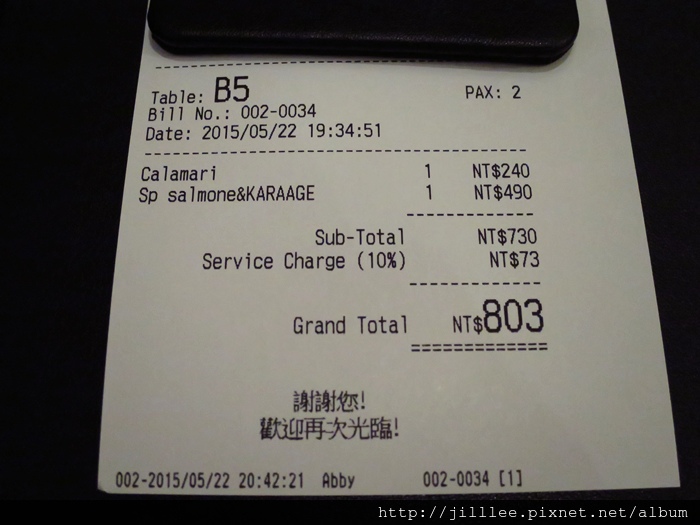 Table: B5 PAX: 2
Bill No.: 002-0034
Date: 2015/05/22 19:34:51
Calamari 1 NT$240
Sp salmone&KARAAGE 1 NT$490
Sub-Total NT$730
Service Charge (10%) NT$73
Grand Total NT$803
謝謝您!
歡迎再次光臨!
002-2015/05/22 20:42:21 Abby 002-0034 [1]
http://jilllee.pixnet.net/album